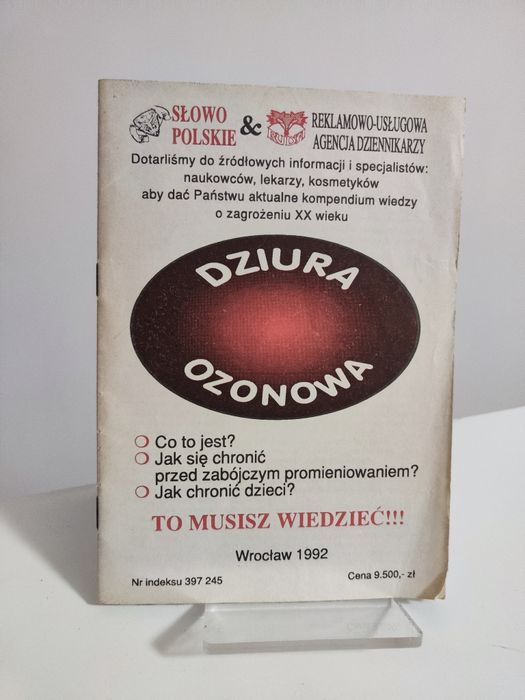 SŁOWO
POLSKIE
&
REKLAMOWO-USŁUGOWA
AGENCJA DZIENNIKARZY
RUDA
Dotarliśmy do źródłowych informacji i specjalistów:
naukowców, lekarzy, kosmetyków
aby dać Państwu aktualne kompendium wiedzy
o zagrożeniu XX wieku
DZIURA
OZONOWA
Co to jest?
Jak się chronić
przed zabójczym promieniowaniem?
Jak chronić dzieci?
TO MUSISZ WIEDZIEĆ!!!
Wrocław 1992
Nr indeksu 397 245
Cena 9.500,- zł